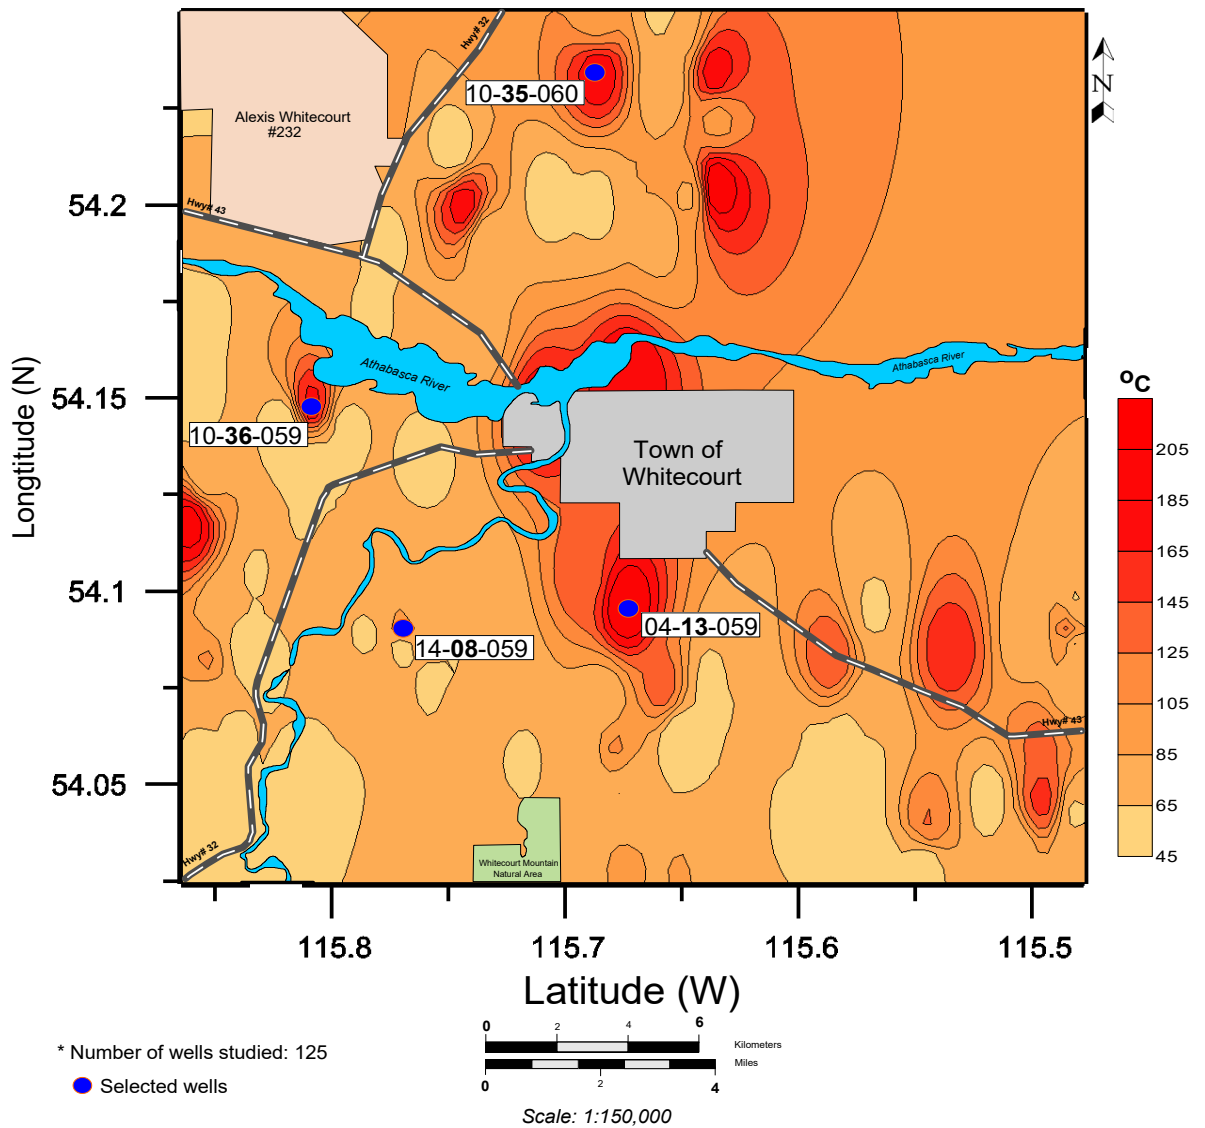 Hwy# 32
N
10-35-060
Alexis Whitecourt
#232
54.2
Hwy# 43
Athabasca River
Athabasca River
Longtitude (N)
54.15
oC
10-36-059
Town of
Whitecourt
205
185
165
145
125
105
85
65
45
54.1
04-13-059
14-08-059
Hwy# 43
54.05
Hwy# 32
Whitecourt Mountain
Natural Area
115.8
115.7
115.6
115.5
Latitude (W)
0 2 4 6
Kilometers
Miles
0 2 4
* Number of wells studied: 125
Selected wells
Scale: 1:150,000